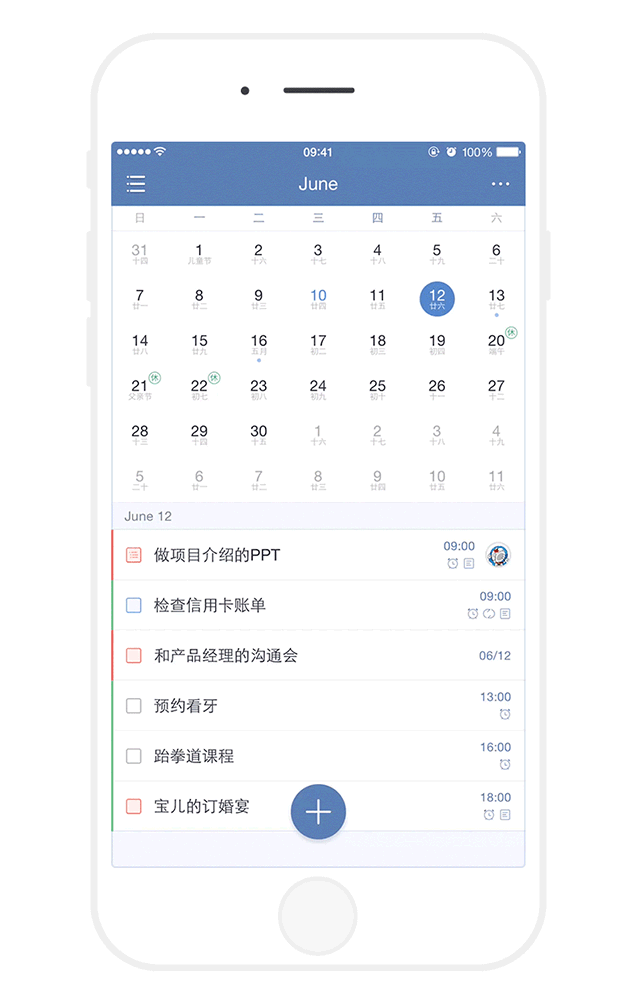 09:41 100%
June
日 一 二 三 四 五 六
31 1 2 3 4 5 6
十四 儿童节 十六 十七 十八 十九 二十
7 8 9 10 11 12 13
廿一 廿二 廿三 廿四 廿五 廿六 廿七
14 15 16 17 18 19 20 休
廿八 廿九 五月 初二 初三 初四 端午
21 休 22 休 23 24 25 26 27
父亲节 初七 初八 初九 初十 十一 十二
28 29 30 1 2 3 4
十三 十四 十五 十六 十七 十八 十九
5 6 7 8 9 10 11
二十 廿一 廿二 廿三 廿四 廿五 廿六
June 12
做项目介绍的PPT 09:00
检查信用卡账单 09:00
和产品经理的沟通会 06/12
预约看牙 13:00
跆拳道课程 16:00
宝儿的订婚宴 18:00